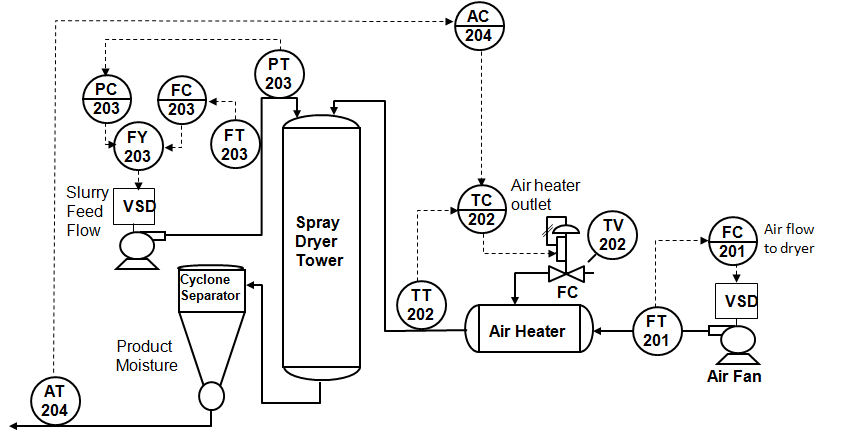 AC
204
PT
203
PC
203
FC
203
FT
203
FY
203
Slurry
Feed
Flow
VSD
Spray
Dryer
Tower
TC
202
Air heater
outlet
TV
202
FC
201
Air flow
to dryer
Cyclone
Separator
TT
202
FC
Air Heater
FT
201
VSD
Air Fan
Product
Moisture
AT
204